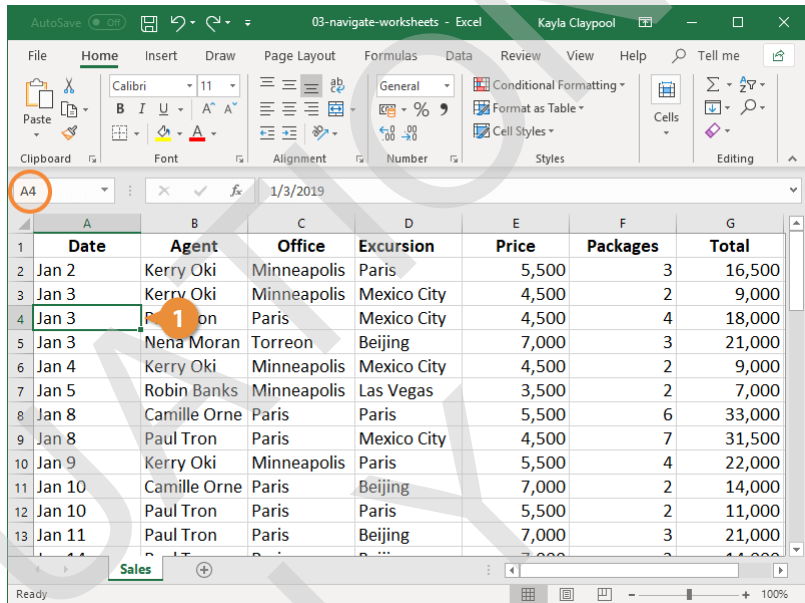 AutoSave Off 03-navigate-worksheets - Excel Kayla Claypool
File Home Insert Draw Page Layout Formulas Data Review View Help Tell me
Calibri 11 General Conditional Formatting
Paste B I U A A A % 9 Format as Table Cells
Cell Styles
Clipboard Font Alignment Number Styles Editing
A4 fx 1/3/2019
A B C D E F G
1 Date Agent Office Excursion Price Packages Total
2 Jan 2 Kerry Oki Minneapolis Paris 5,500 3 16,500
3 Jan 3 Kerry Oki Minneapolis Mexico City 4,500 2 9,000
4 Jan 3 1 on Paris Mexico City 4,500 4 18,000
5 Jan 3 Nena Moran Torreon Beijing 7,000 3 21,000
6 Jan 4 Kerry Oki Minneapolis Mexico City 4,500 2 9,000
7 Jan 5 Robin Banks Minneapolis Las Vegas 3,500 2 7,000
8 Jan 8 Camille Orne Paris Paris 5,500 6 33,000
9 Jan 8 Paul Tron Paris Mexico City 4,500 7 31,500
10 Jan 9 Kerry Oki Minneapolis Paris 5,500 4 22,000
11 Jan 10 Camille Orne Paris Beijing 7,000 2 14,000
12 Jan 10 Paul Tron Paris Paris 5,500 2 11,000
13 Jan 11 Paul Tron Paris Beijing 7,000 3 21,000
Sales
Ready 100%